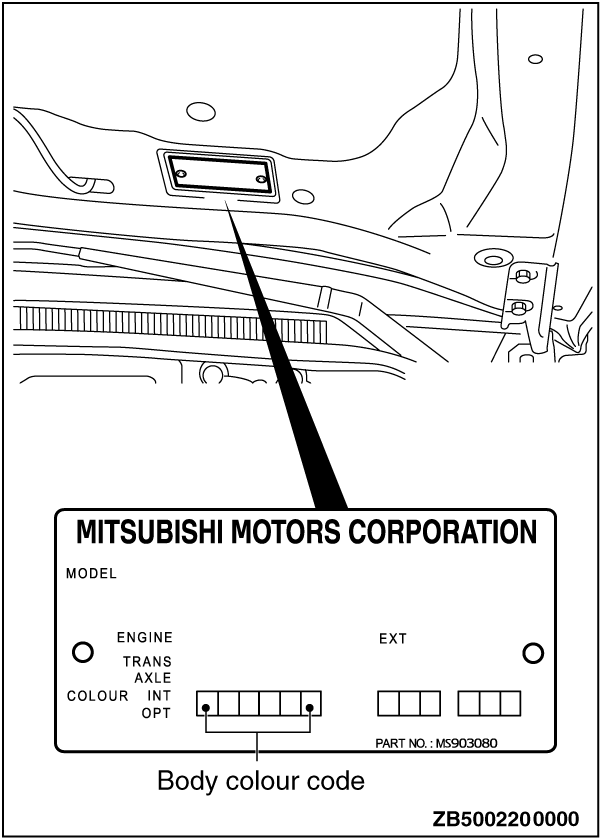 MITSUBISHI MOTORS CORPORATION
MODEL
ENGINE EXT
TRANS
AXLE
COLOUR INT
OPT
PART NO. : MS903080
Body colour code
ZB5002200000